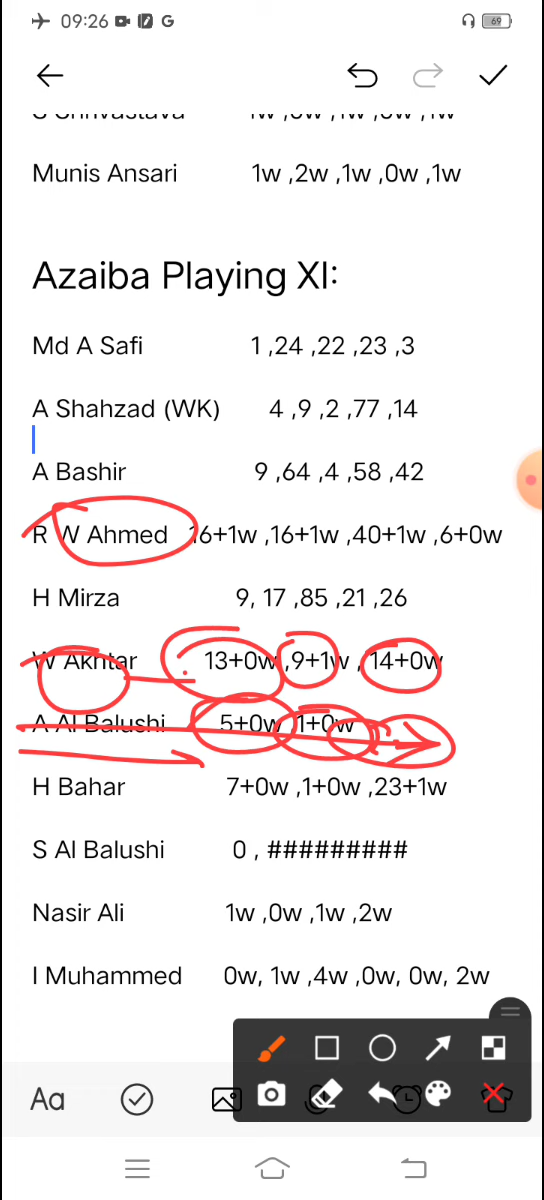 09:26 G 69
Munis Ansari 1w ,2w ,1w ,0w ,1w
Azaiba Playing XI:
Md A Safi 1 ,24 ,22 ,23 ,3
A Shahzad (WK) 4 ,9 ,2 ,77 ,14
A Bashir 9 ,64 ,4 ,58 ,42
R W Ahmed 16+1w ,16+1w ,40+1w ,6+0w
H Mirza 9, 17 ,85 ,21 ,26
W Akhtar 13+0w ,9+1w , 14+0w
A Al Balushi 5+0w 1+0w
H Bahar 7+0w ,1+0w ,23+1w
S Al Balushi 0 , #########
Nasir Ali 1w ,0w ,1w ,2w
I Muhammed 0w, 1w ,4w ,0w, 0w, 2w
Aa